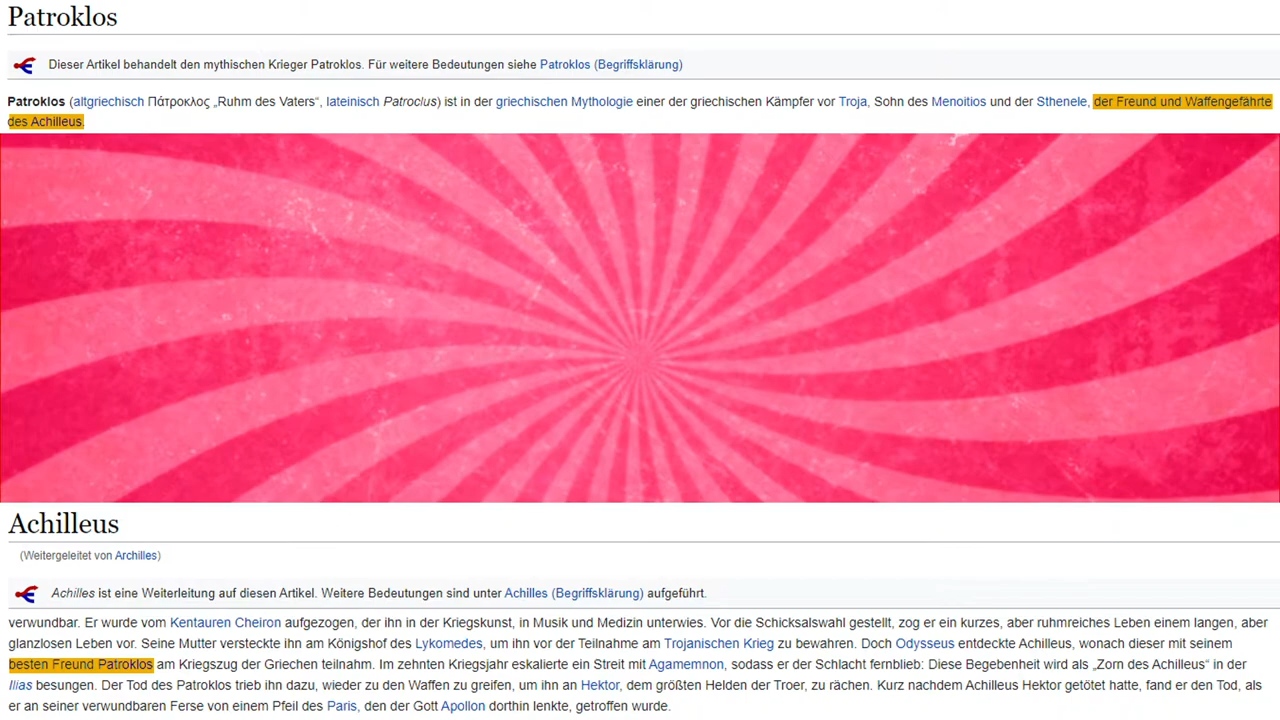 Patroklos
Dieser Artikel behandelt den mythischen Krieger Patroklos. Für weitere Bedeutungen siehe Patroklos (Begriffsklärung)
Patroklos (altgriechisch Πάτροκλος „Ruhm des Vaters“, lateinisch Patroclus) ist in der griechischen Mythologie einer der griechischen Kämpfer vor Troja, Sohn des Menoitios und der Sthenele, der Freund und Waffengefährte
des Achilleus.
Achilleus
(Weitergeleitet von Archilles)
Achilles ist eine Weiterleitung auf diesen Artikel. Weitere Bedeutungen sind unter Achilles (Begriffsklärung) aufgeführt.
verwundbar. Er wurde vom Kentauren Cheiron aufgezogen, der ihn in der Kriegskunst, in Musik und Medizin unterwies. Vor die Schicksalswahl gestellt, zog er ein kurzes, aber ruhmreiches Leben einem langen, aber
glanzlosen Leben vor. Seine Mutter versteckte ihn am Königshof des Lykomedes, um ihn vor der Teilnahme am Trojanischen Krieg zu bewahren. Doch Odysseus entdeckte Achilleus, wonach dieser mit seinem
besten Freund Patroklos am Kriegszug der Griechen teilnahm. Im zehnten Kriegsjahr eskalierte ein Streit mit Agamemnon, sodass er der Schlacht fernblieb: Diese Begebenheit wird als „Zorn des Achilleus“ in der
Ilias besungen. Der Tod des Patroklos trieb ihn dazu, wieder zu den Waffen zu greifen, um ihn an Hektor, dem größten Helden der Troer, zu rächen. Kurz nachdem Achilleus Hektor getötet hatte, fand er den Tod, als
er an seiner verwundbaren Ferse von einem Pfeil des Paris, den der Gott Apollon dorthin lenkte, getroffen wurde.